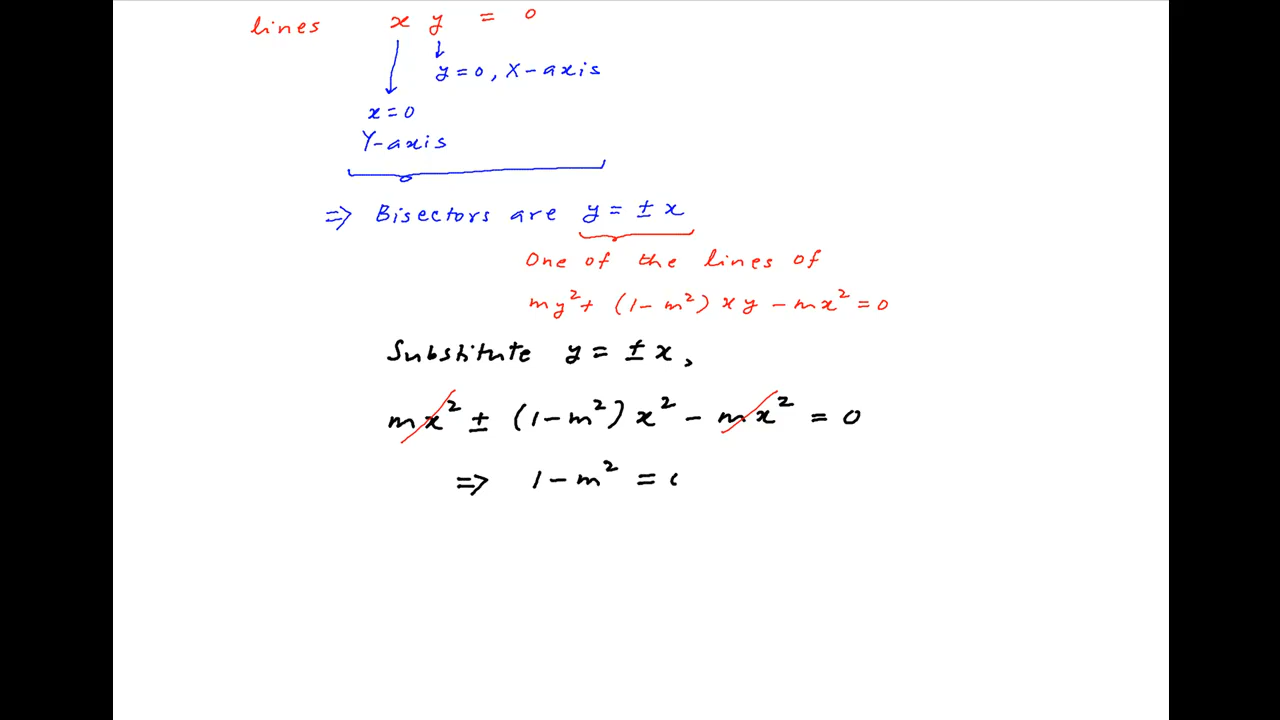 lines x y = 0
y = 0, X-axis
x = 0
Y-axis
=> Bisectors are y = ± x
One of the lines of
my² + (1 - m²) xy - mx² = 0
Substitute y = ± x,
mx² ± (1 - m²) x² - mx² = 0
=> 1 - m² =